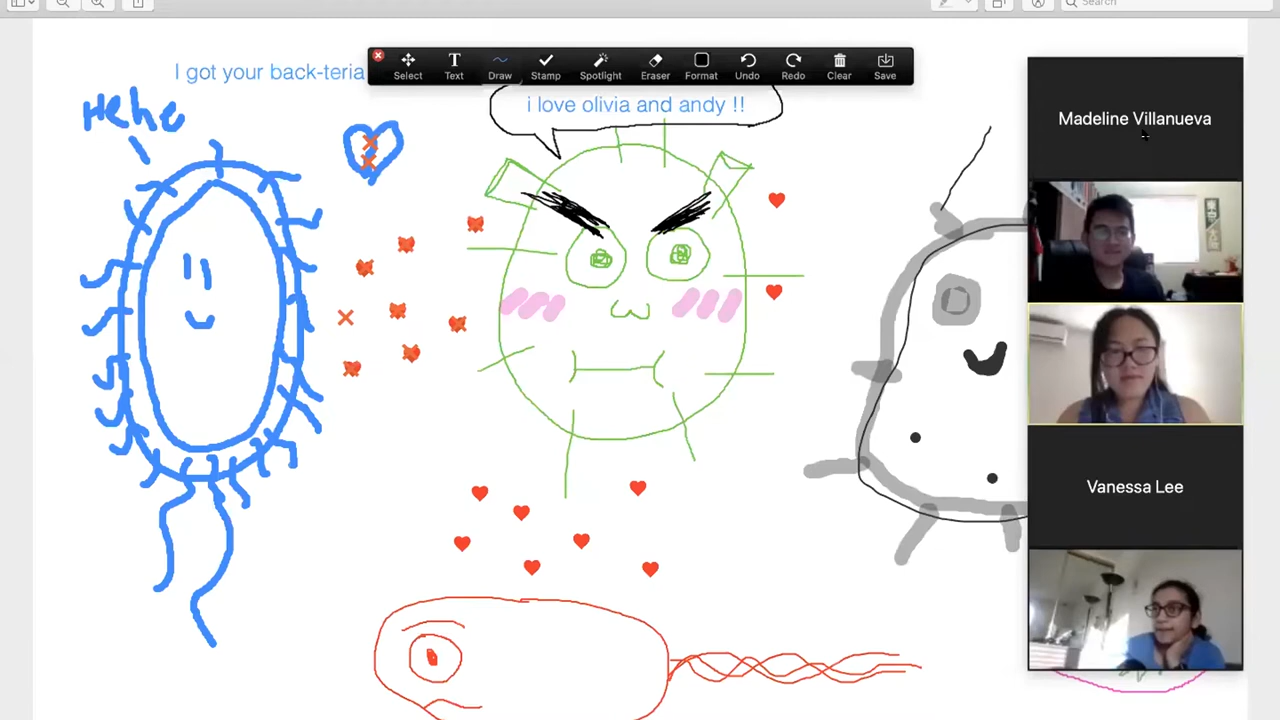 Search
Select Text Draw Stamp Spotlight Eraser Format Undo Redo Clear Save
I got your back-teria
Hehe
i love olivia and andy !!
Madeline Villanueva
Vanessa Lee